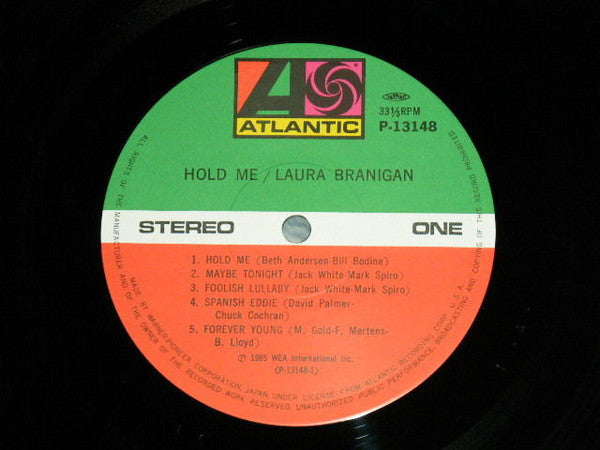 ATLANTIC
33⅓RPM
P-13148
HOLD ME / LAURA BRANIGAN
STEREO ONE
1. HOLD ME (Beth Andersen-Bill Bodine)
2. MAYBE TONIGHT (Jack White-Mark Spiro)
3. FOOLISH LULLABY (Jack White-Mark Spiro)
4. SPANISH EDDIE (David Palmer-
Chuck Cochran)
5. FOREVER YOUNG (M. Gold-F. Mertens-
B. Lloyd)
℗ 1985 WEA International Inc.
(P-13148-1)
ALL RIGHTS OF THE MANUFACTURER AND OF THE OWNER OF THE RECORDED WORK RESERVED. UNAUTHORIZED PUBLIC PERFORMANCE, BROADCASTING AND COPYING OF THIS RECORD PROHIBITED
MADE BY WARNER-PIONEER CORPORATION, JAPAN, UNDER LICENSE FROM ATLANTIC RECORDING CORP. U.S.A.